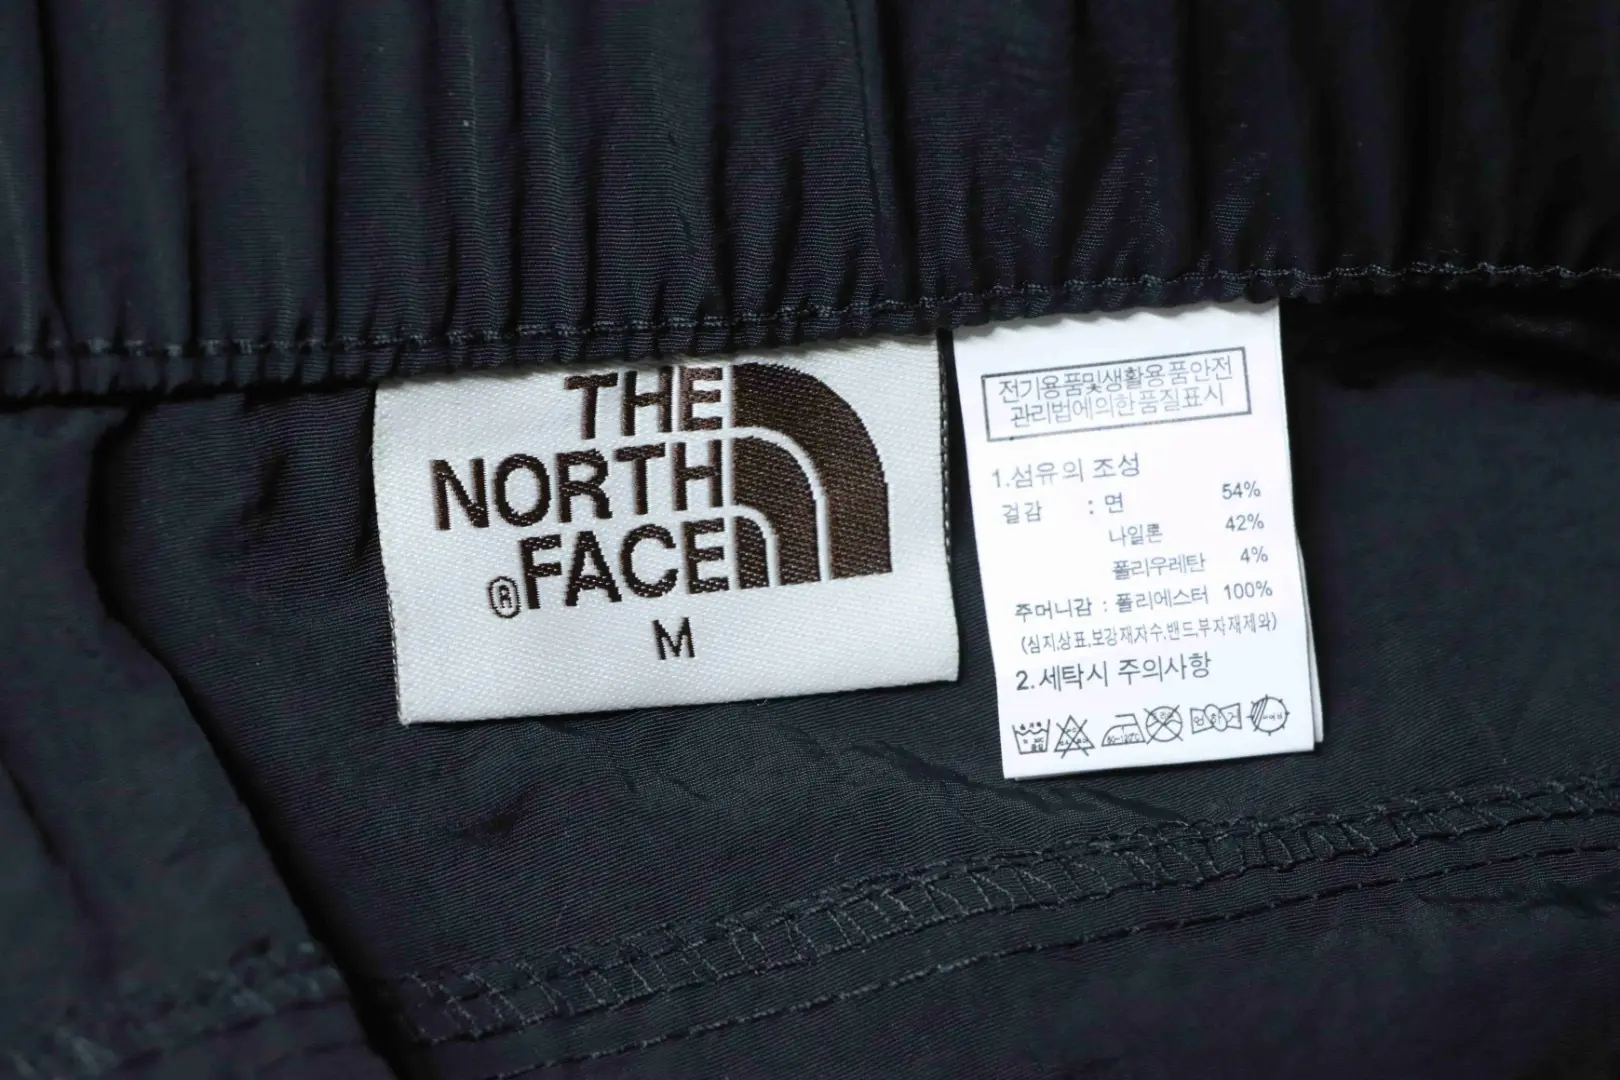 THE
NORTH
FACE
®
M
전기용품및생활용품안전
관리법에의한품질표시
1.섬유의 조성
겉감 : 면 54%
나일론 42%
폴리우레탄 4%
주머니감 : 폴리에스터 100%
(심지,상표,보강재자수,밴드,부자재제외)
2.세탁시 주의사항